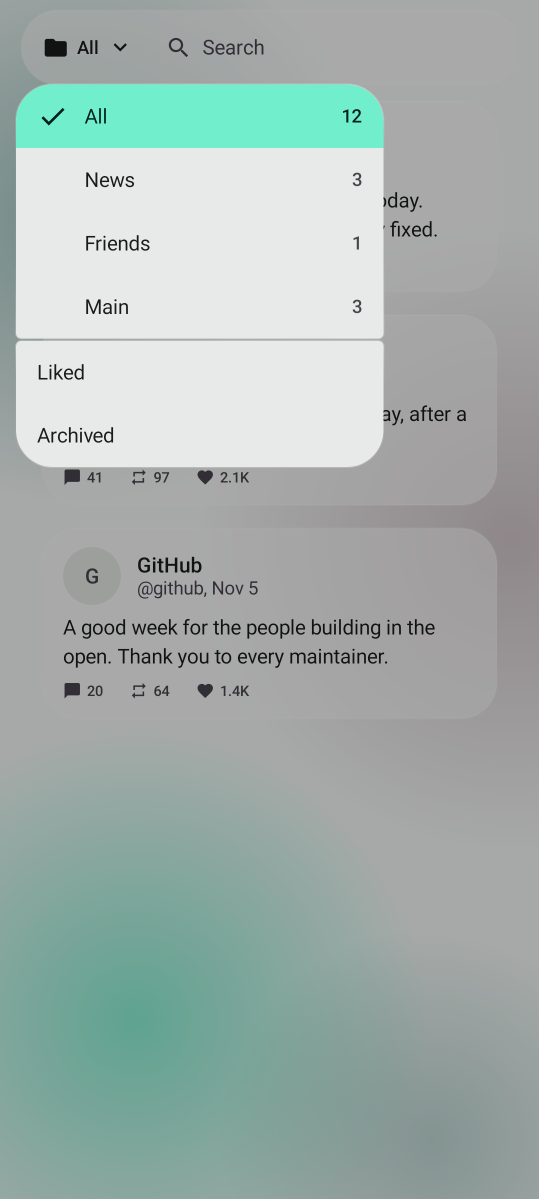 All
Search
All 12
News 3
Friends 1
Main 3
Liked
Archived
fixed.
after a
41 97 2.1K
G
GitHub
@github, Nov 5
A good week for the people building in the
open. Thank you to every maintainer.
20 64 1.4K